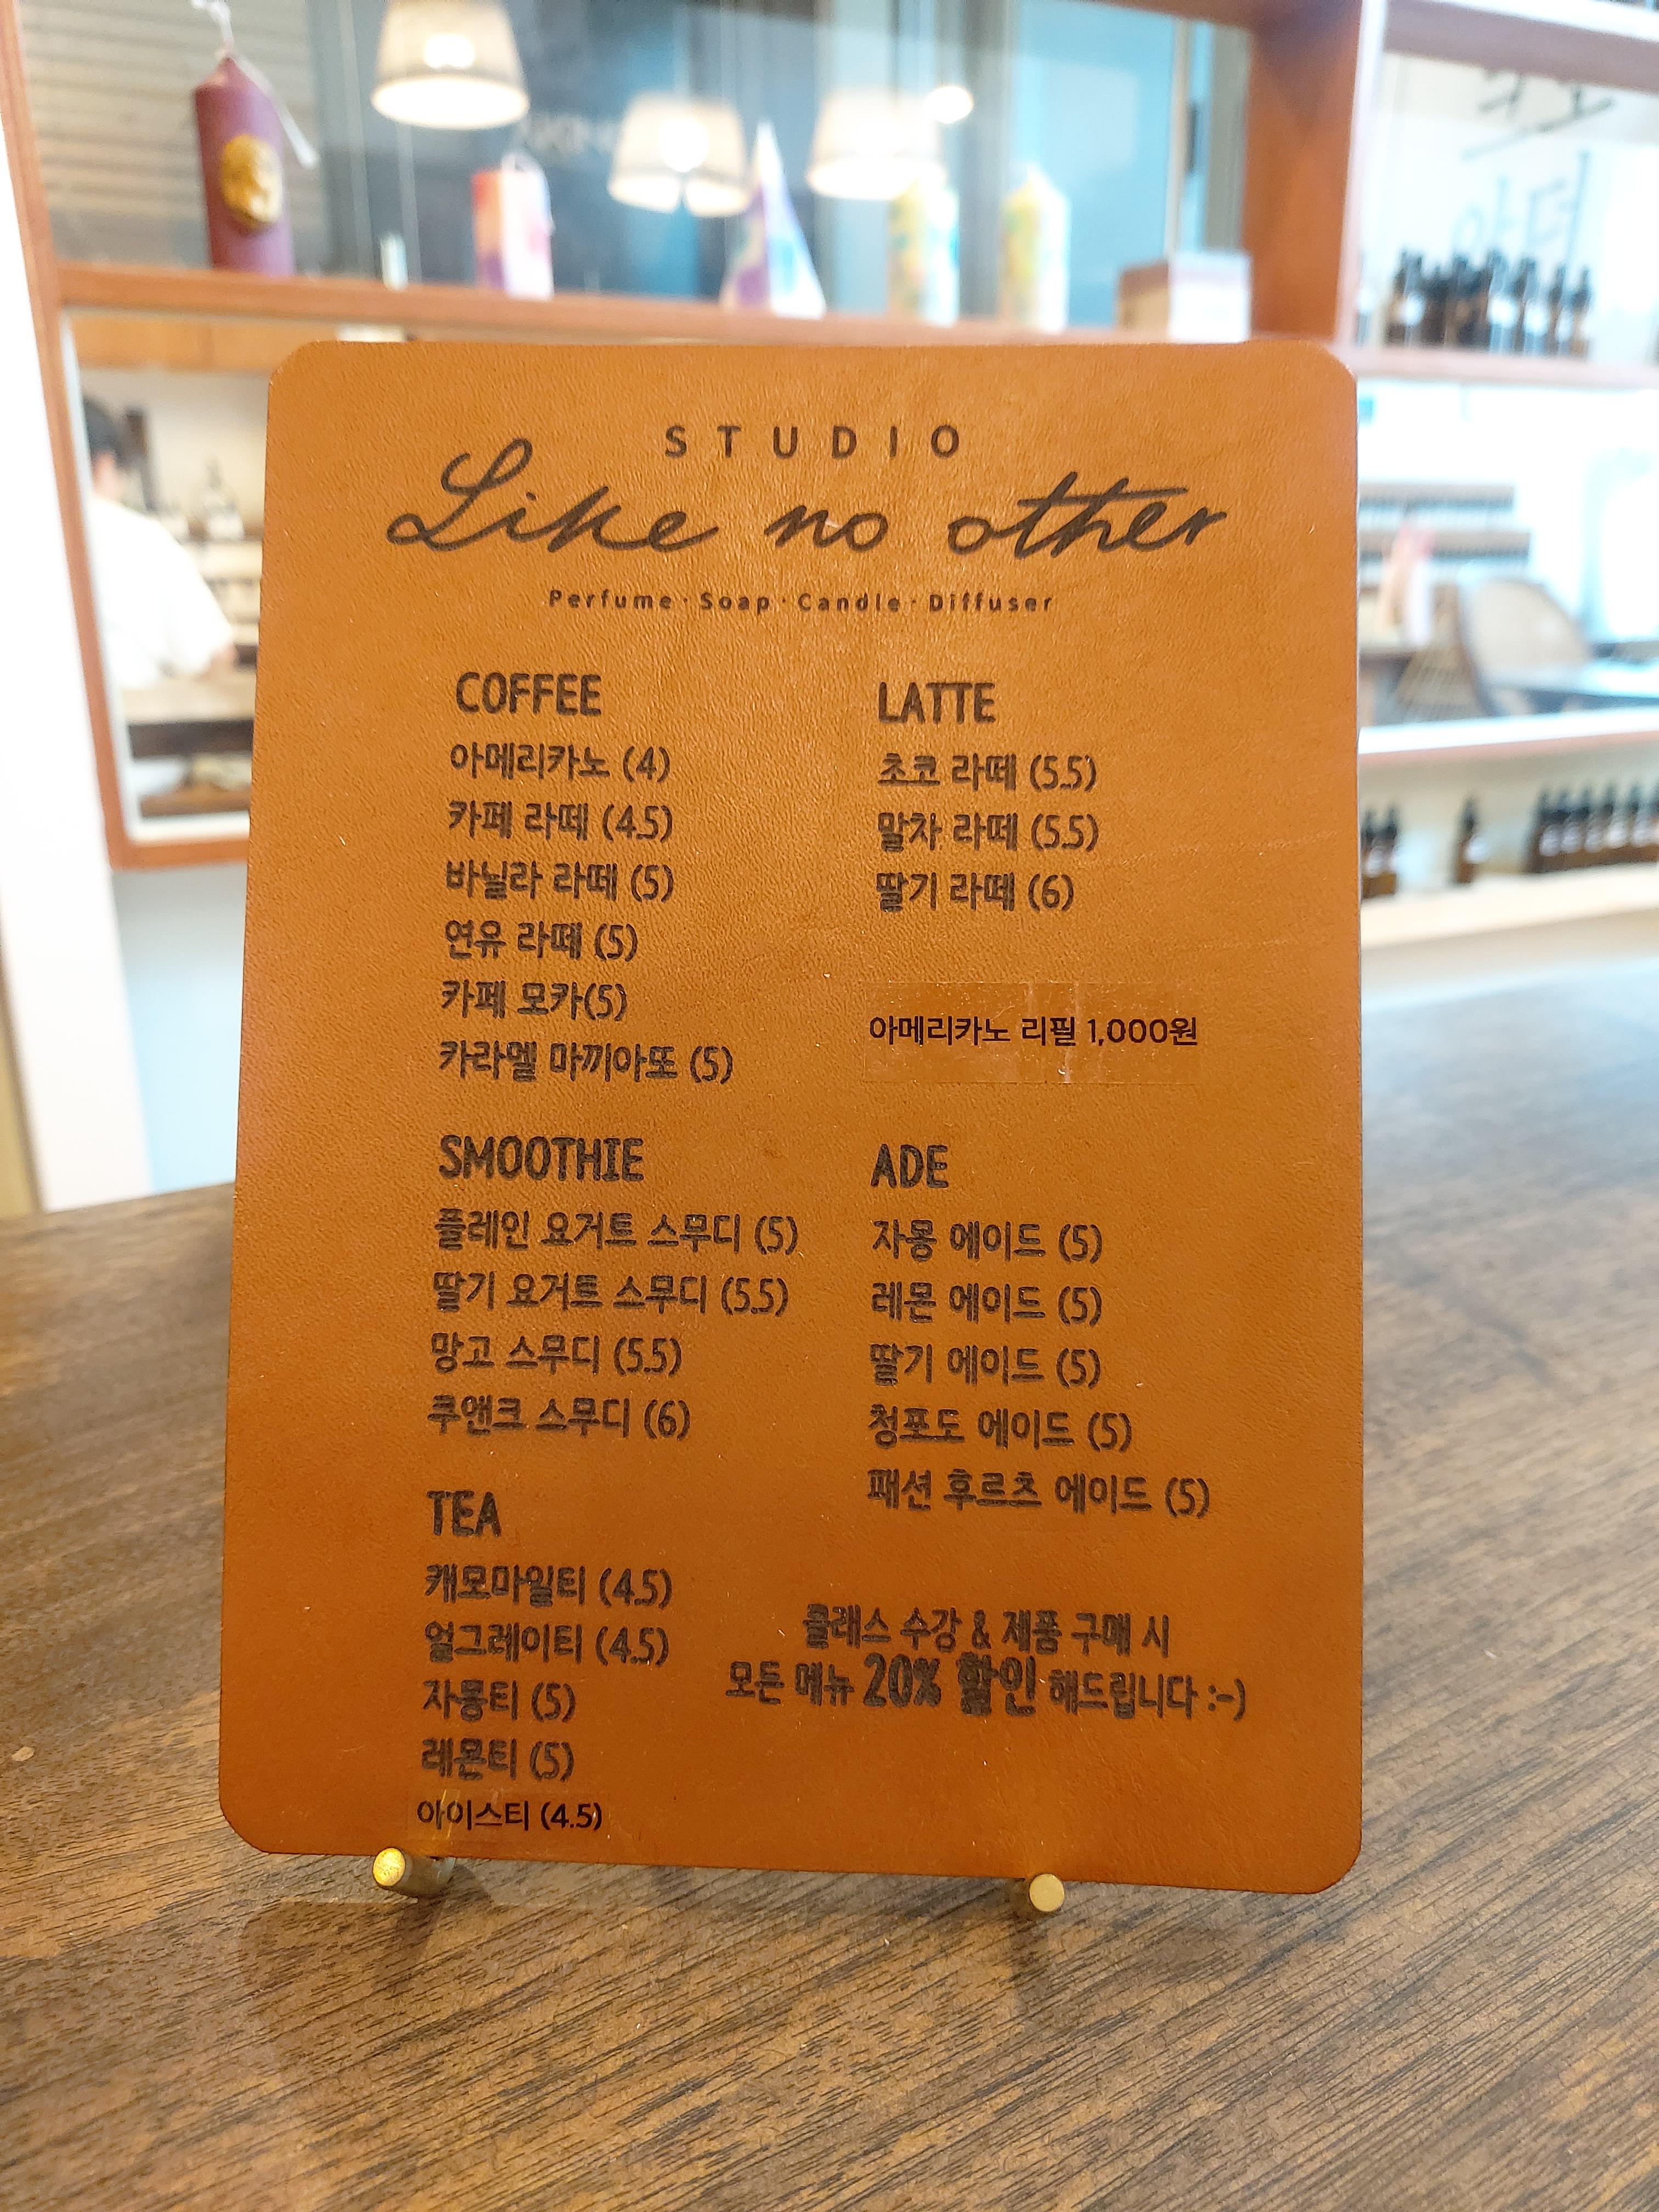 STUDIO
Like no other
Perfume · Soap · Candle · Diffuser
COFFEE
아메리카노 (4)
카페 라떼 (4.5)
바닐라 라떼 (5)
연유 라떼 (5)
카페 모카(5)
카라멜 마끼아또 (5)
LATTE
초코 라떼 (5.5)
말차 라떼 (5.5)
딸기 라떼 (6)
아메리카노 리필 1,000원
SMOOTHIE
플레인 요거트 스무디 (5)
딸기 요거트 스무디 (5.5)
망고 스무디 (5.5)
쿠앤크 스무디 (6)
ADE
자몽 에이드 (5)
레몬 에이드 (5)
딸기 에이드 (5)
청포도 에이드 (5)
패션 후르츠 에이드 (5)
TEA
캐모마일티 (4.5)
얼그레이티 (4.5)
자몽티 (5)
레몬티 (5)
아이스티 (4.5)
클래스 수강 & 제품 구매 시
모든 메뉴 20% 할인 해드립니다 :-)